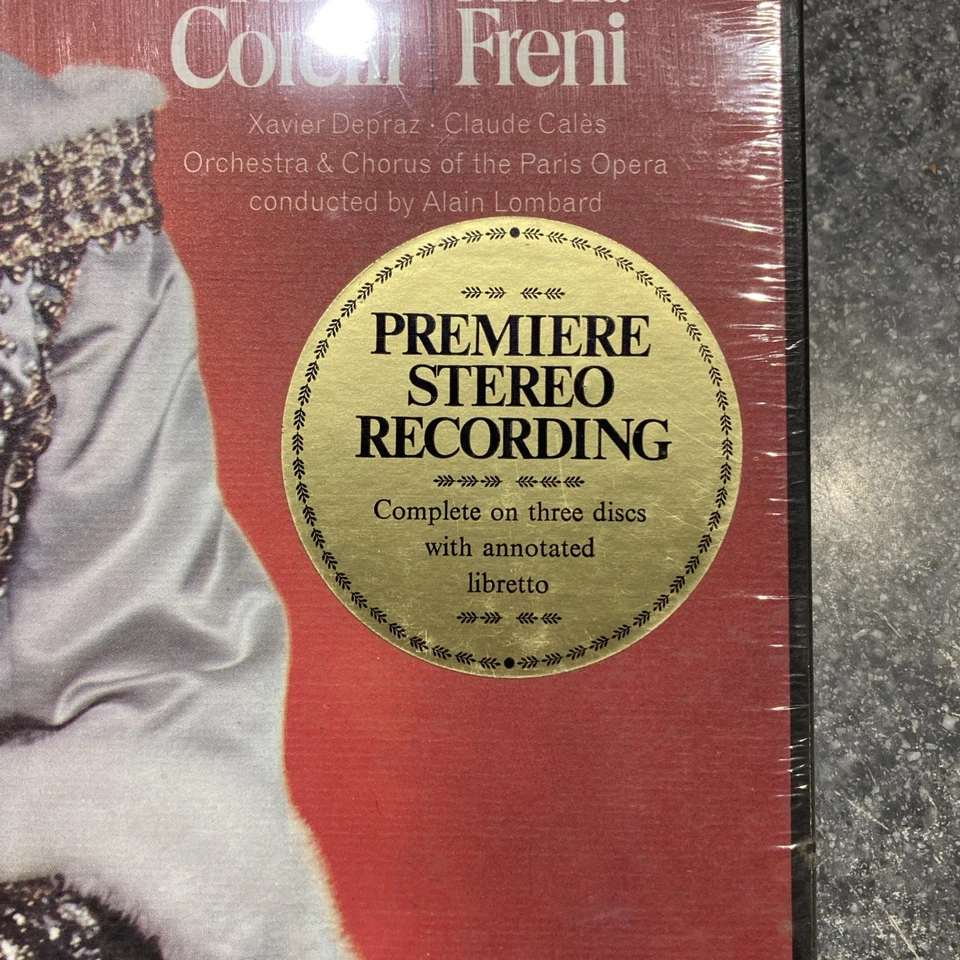 Corelli Freni
Xavier Depraz · Claude Calès
Orchestra & Chorus of the Paris Opera
conducted by Alain Lombard
PREMIERE
STEREO
RECORDING
Complete on three discs
with annotated
libretto